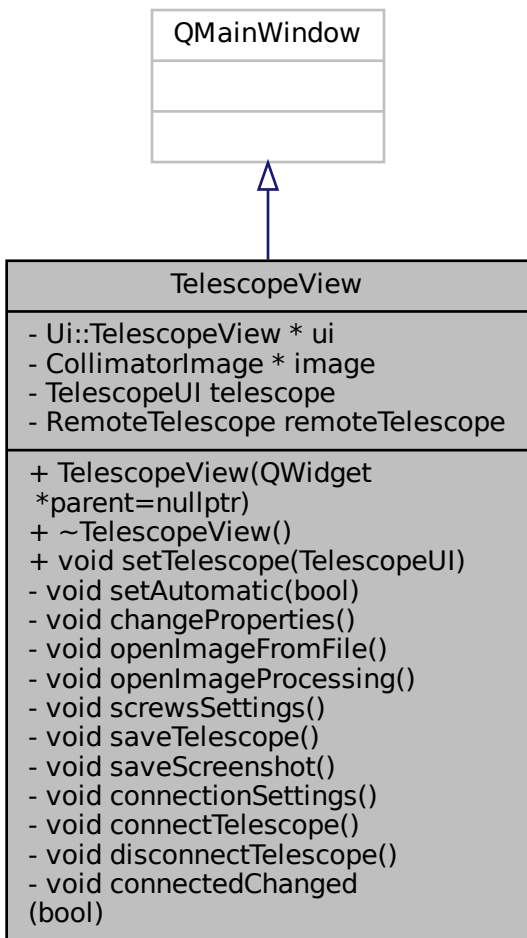 QMainWindow
TelescopeView
- Ui::TelescopeView * ui
- CollimatorImage * image
- TelescopeUI telescope
- RemoteTelescope remoteTelescope
+ TelescopeView(QWidget
*parent=nullptr)
+ ~TelescopeView()
+ void setTelescope(TelescopeUI)
- void setAutomatic(bool)
- void changeProperties()
- void openImageFromFile()
- void openImageProcessing()
- void screwsSettings()
- void saveTelescope()
- void saveScreenshot()
- void connectionSettings()
- void connectTelescope()
- void disconnectTelescope()
- void connectedChanged
(bool)